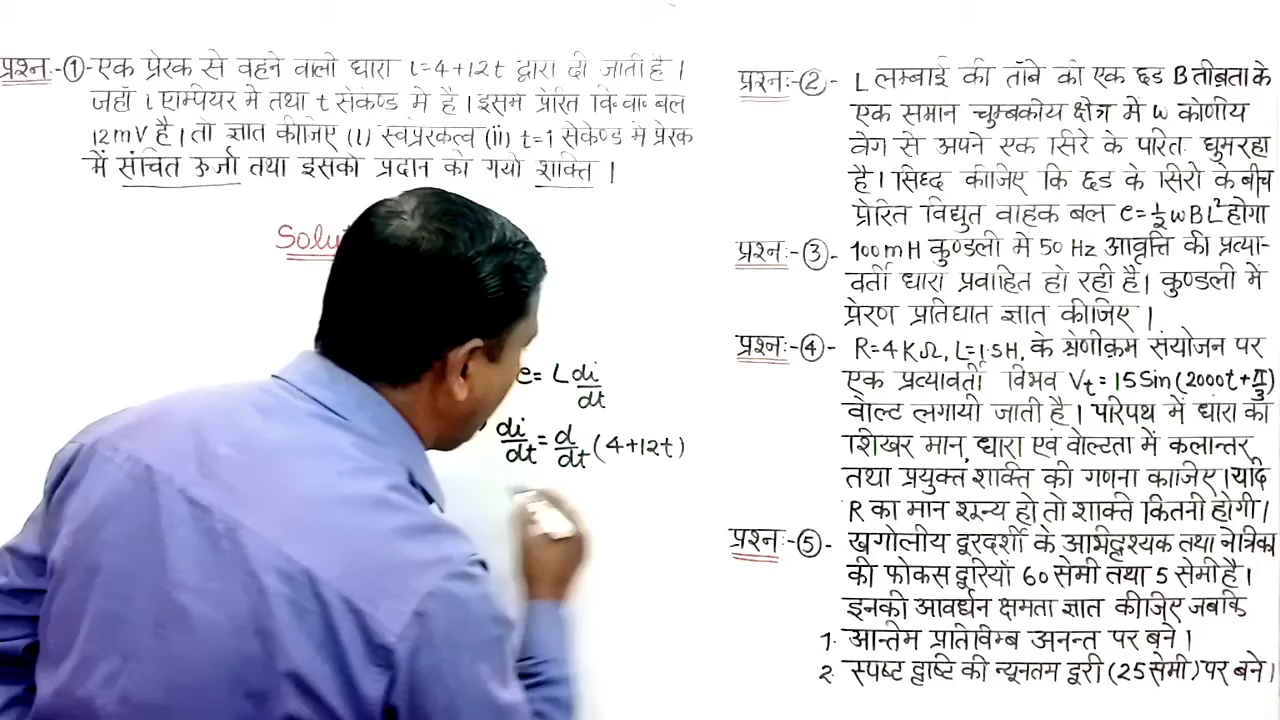 प्रश्नः-①-एक प्रेरक से वहने वाली धारा i=4+12t द्वारा दी जाती है।
जहाँ i एम्पियर मे तथा t सेकेण्ड मे है। इसमे प्रेरित वि० वा० बल
12mV है। तो ज्ञात कीजिए (i) स्वप्रेरकत्व (ii) t=1 सेकेण्ड मे प्रेरक
में संचित ऊर्जा तथा इसको प्रदान की गयी शक्ति।
Solu
e= L di/dt
di/dt = d/dt (4+12t)
प्रश्नः-②- L लम्बाई की ताँबे की एक छड B तीब्रता के
एक समान चुम्बकीय क्षेत्र मे w कोणीय
वेग से अपने एक सिरे के परितः घुम रहा
है। सिध्द कीजिए कि छड के सिरो के बीच
प्रेरित विद्युत वाहक बल e=½wBL² होगा
प्रश्नः-③- 100mH कुण्डली में 50 Hz आवृत्ति की प्रत्या-
वर्ती धारा प्रवाहित हो रही है। कुण्डली में
प्रेरण प्रतिघात ज्ञात कीजिए।
प्रश्नः-④- R=4KΩ, L=1.5H, के श्रेणीक्रम संयोजन पर
एक प्रत्यावर्ती विभव Vt=15Sin(2000t+π/3)
वोल्ट लगायी जाती है। परिपथ में धारा का
शिखर मान, धारा एवं वोल्टता में कलान्तर
तथा प्रयुक्त शक्ति की गणना कीजिए। यदि
R का मान शून्य हो तो शक्ति कितनी होगी।
प्रश्नः-⑤- खगोलीय दूरदर्शी के अभिदृश्यक तथा नेत्रिका
की फोकस दूरियाँ 60 सेमी तथा 5 सेमी है।
इनकी आवर्धन क्षमता ज्ञात कीजिए जबकि
1. अन्तिम प्रतिविम्ब अनन्त पर बने।
2. स्पष्ट दृष्टि की न्यूनतम दूरी (25 सेमी) पर बने।